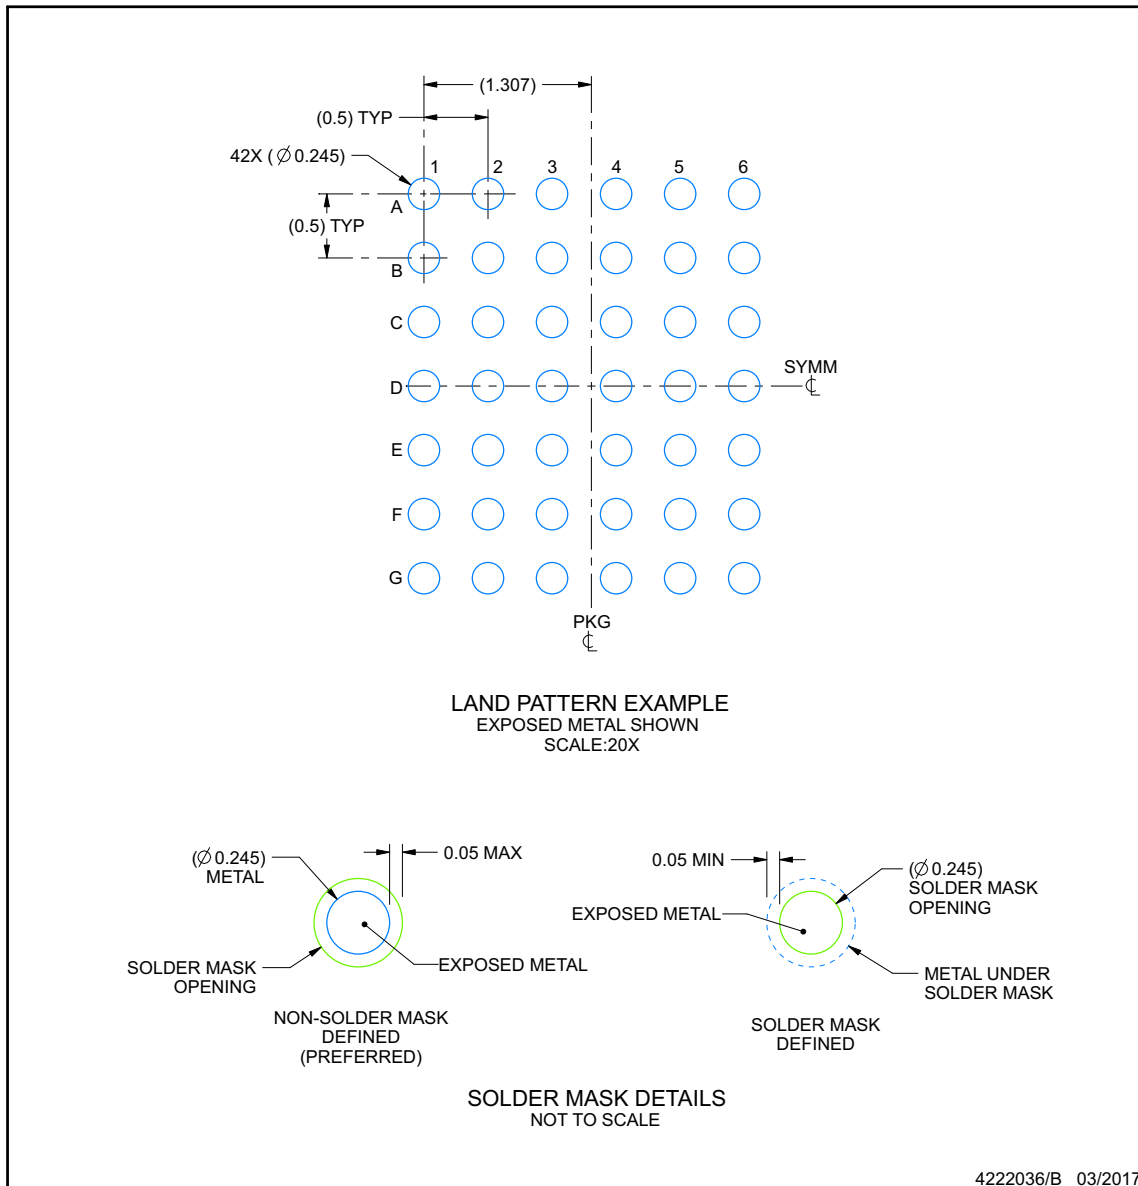 (1.307)
(0.5) TYP
42X ( ∅ 0.245)
1 2 3 4 5 6
A
(0.5) TYP
B
C
SYMM
℄
D
E
F
G
PKG
℄
LAND PATTERN EXAMPLE
EXPOSED METAL SHOWN
SCALE:20X
(∅ 0.245)
METAL
0.05 MAX
SOLDER MASK
OPENING
EXPOSED METAL
NON-SOLDER MASK
DEFINED
(PREFERRED)
0.05 MIN
(∅ 0.245)
SOLDER MASK
OPENING
EXPOSED METAL
METAL UNDER
SOLDER MASK
SOLDER MASK
DEFINED
SOLDER MASK DETAILS
NOT TO SCALE
4222036/B 03/2017